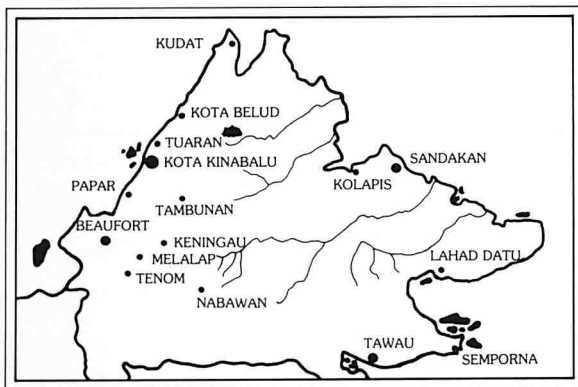 KUDAT
KOTA BELUD
TUARAN
KOTA KINABALU
SANDAKAN
KOLAPIS
PAPAR
TAMBUNAN
BEAUFORT
KENINGAU
MELALAP
LAHAD DATU
TENOM
NABAWAN
TAWAU
SEMPORNA